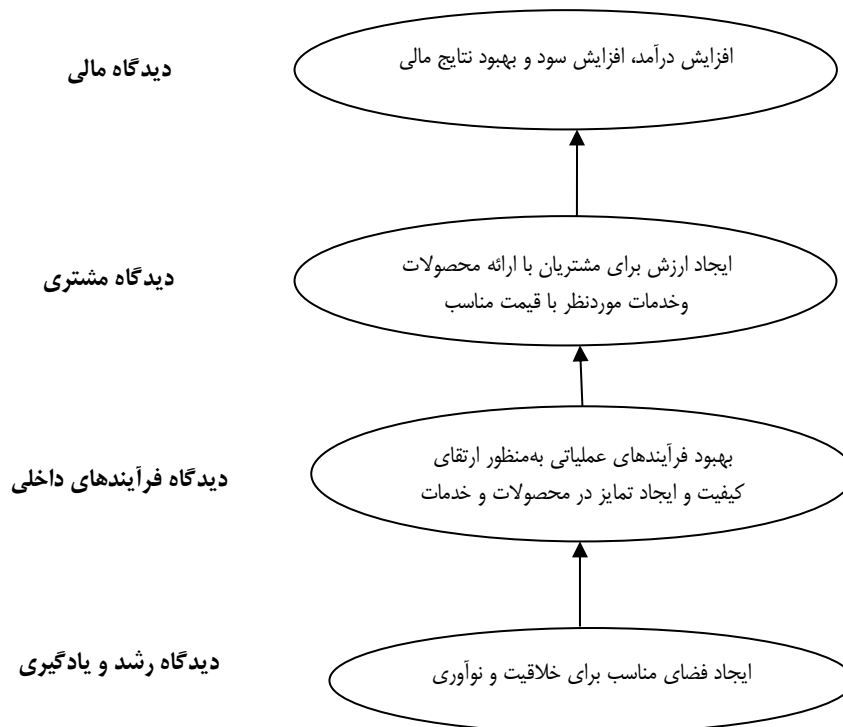 دیدگاه مالی
افزایش درآمد، افزایش سود و بهبود نتایج مالی
دیدگاه مشتری
ایجاد ارزش برای مشتریان با ارائه محصولات
وخدمات موردنظر با قیمت مناسب
دیدگاه فرآیندهای داخلی
بهبود فرآیندهای عملیاتی به‌منظور ارتقای
کیفیت و ایجاد تمایز در محصولات و خدمات
دیدگاه رشد و یادگیری
ایجاد فضای مناسب برای خلاقیت و نوآوری